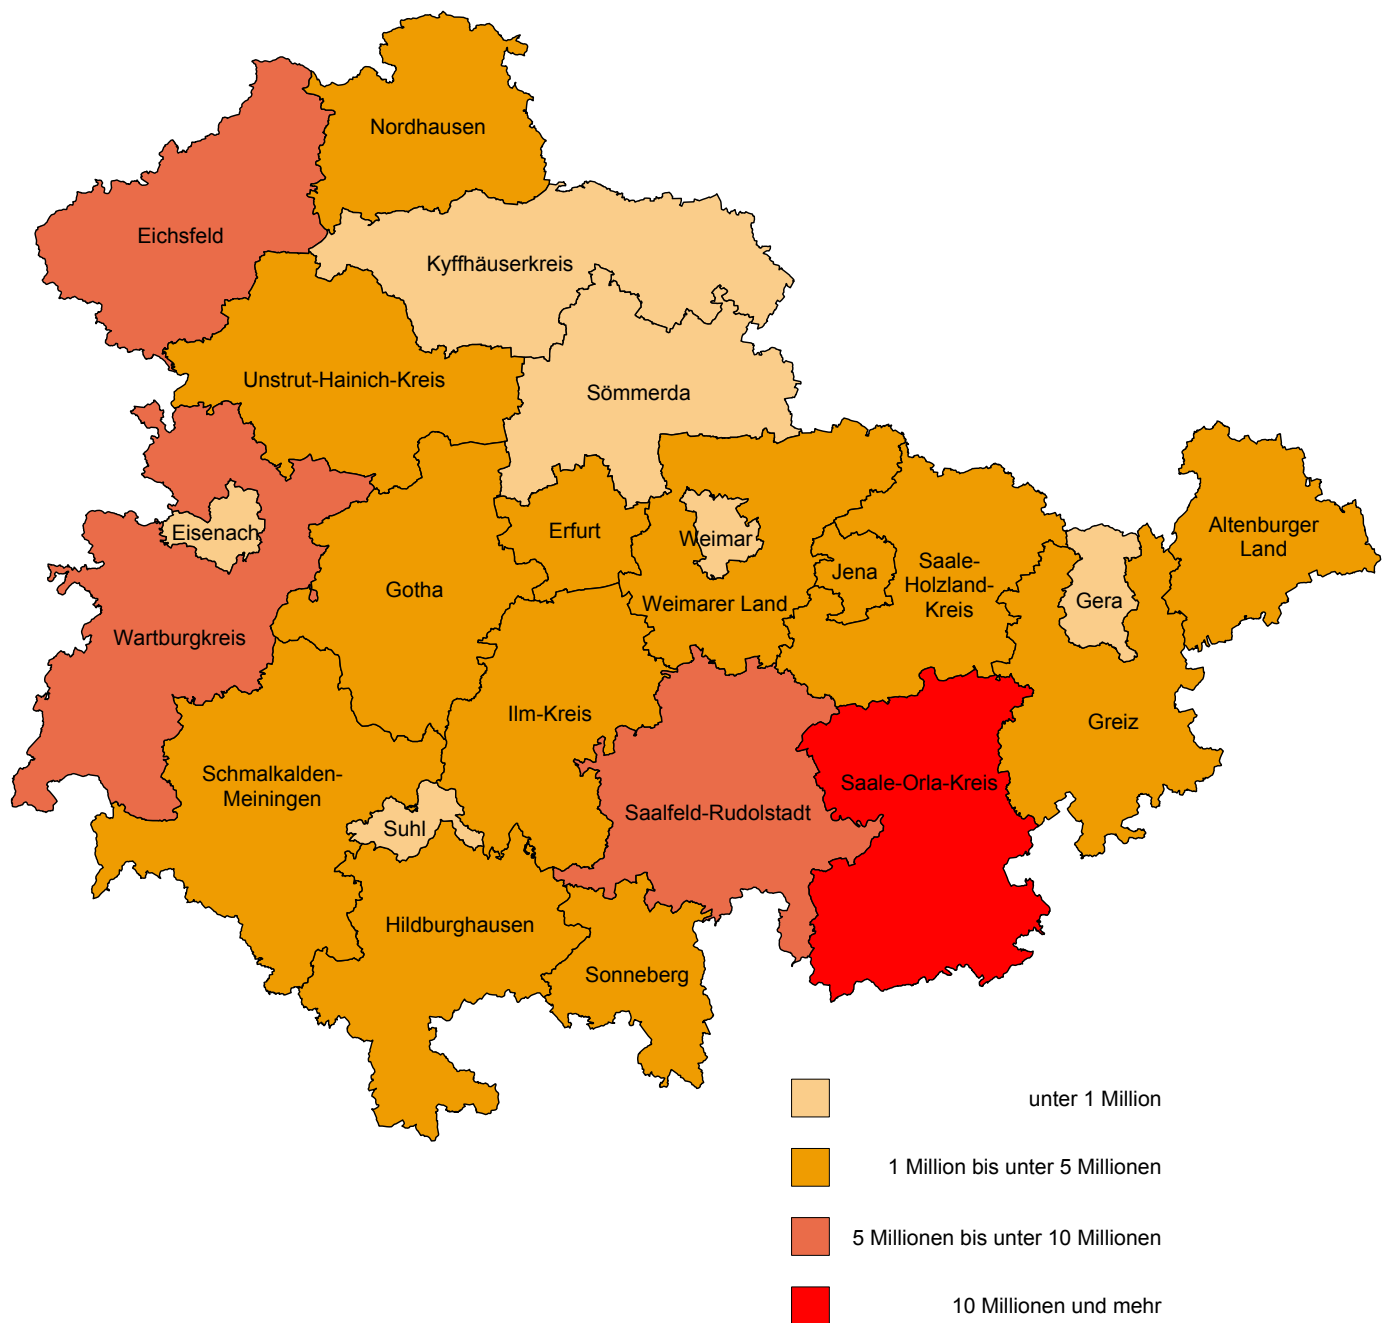 Nordhausen
Eichsfeld
Kyffhäuserkreis
Unstrut-Hainich-Kreis
Sömmerda
Eisenach
Erfurt
Weimar
Altenburger
Land
Gotha
Jena
Saale-
Holzland-
Kreis
Weimarer Land
Gera
Wartburgkreis
Ilm-Kreis
Greiz
Schmalkalden-
Meiningen
Saale-Orla-Kreis
Suhl
Saalfeld-Rudolstadt
Hildburghausen
Sonneberg
unter 1 Million
1 Million bis unter 5 Millionen
5 Millionen bis unter 10 Millionen
10 Millionen und mehr